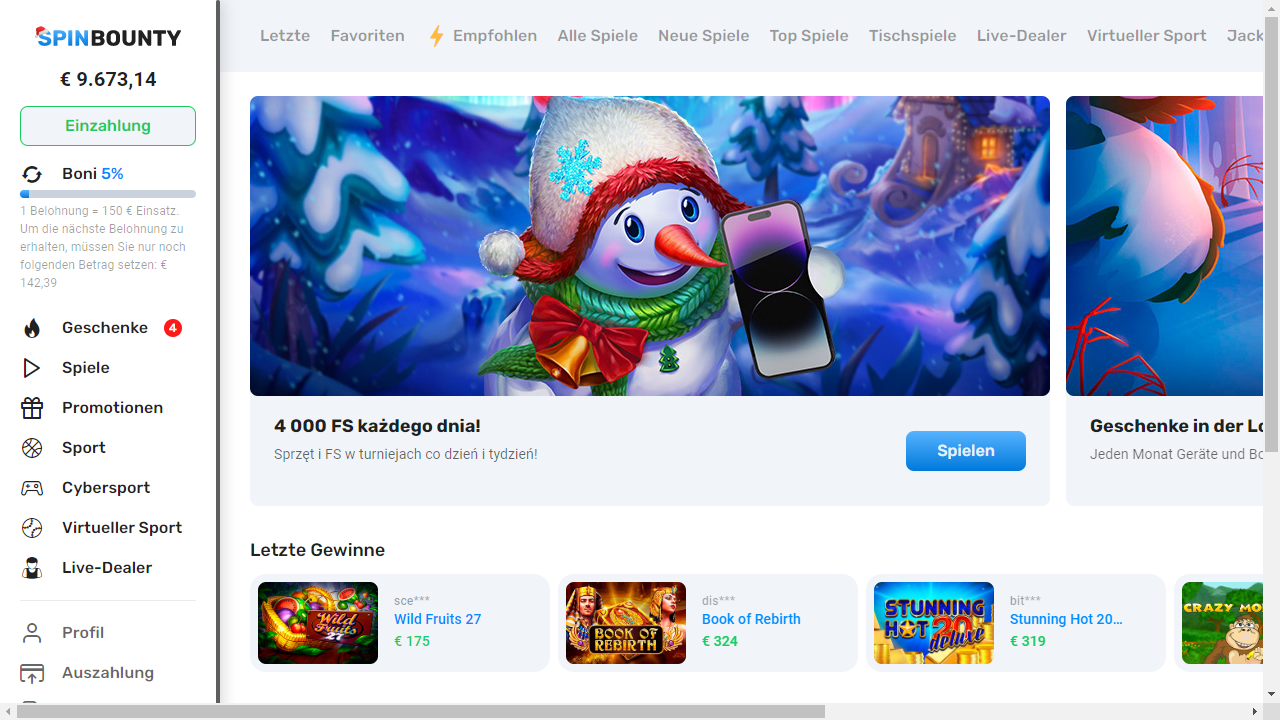 SPINBOUNTY
€ 9.673,14
Einzahlung
Boni 5%
1 Belohnung = 150 € Einsatz.
Um die nächste Belohnung zu
erhalten, müssen Sie nur noch
folgenden Betrag setzen: €
142,39
Geschenke 4
Spiele
Promotionen
Sport
Cybersport
Virtueller Sport
Live-Dealer
Profil
Auszahlung
Letzte Favoriten Empfohlen Alle Spiele Neue Spiele Top Spiele Tischspiele Live-Dealer Virtueller Sport Jack
4 000 FS każdego dnia!
Sprzęt i FS w turniejach co dzień i tydzień!
Spielen
Geschenke in der Lo
Jeden Monat Geräte und Bo
Letzte Gewinne
WILD Fruits 27
sce***
Wild Fruits 27
€ 175
BOOK OF
REBIRTH
dis***
Book of Rebirth
€ 324
STUNNING
HOT 20
deluxe
bit***
Stunning Hot 20...
€ 319
CRAZY MO